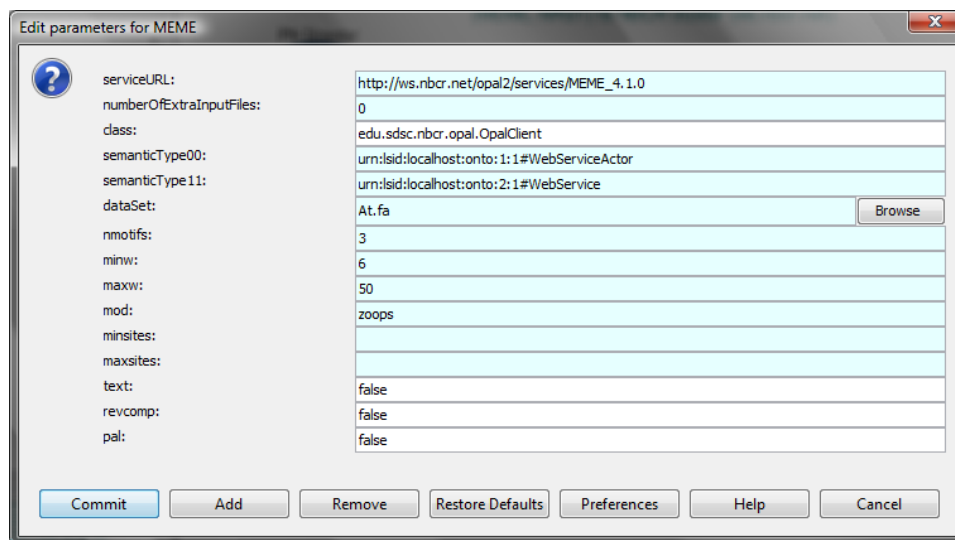 Edit parameters for MEME
serviceURL: http://ws.nbcr.net/opal2/services/MEME_4.1.0
numberOfExtraInputFiles: 0
class: edu.sdsc.nbcr.opal.OpalClient
semanticType00: urn:lsid:localhost:onto:1:1#WebServiceActor
semanticType11: urn:lsid:localhost:onto:2:1#WebService
dataSet: At.fa Browse
nmotifs: 3
minw: 6
maxw: 50
mod: zoops
minsites:
maxsites:
text: false
revcomp: false
pal: false
Commit Add Remove Restore Defaults Preferences Help Cancel